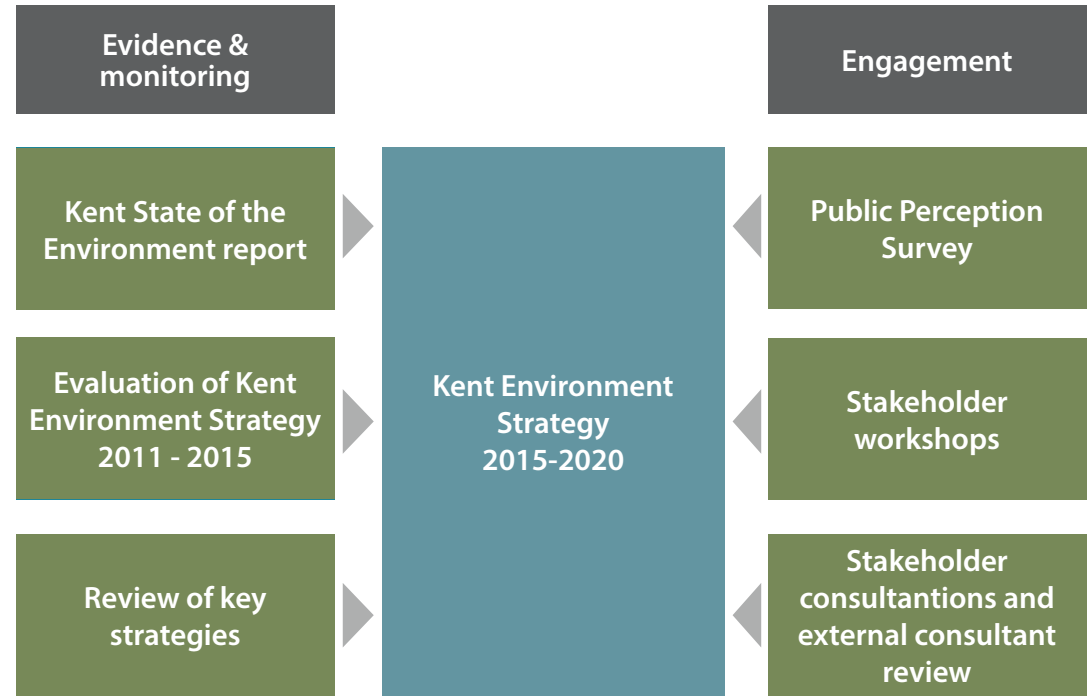 Evidence &
monitoring
Engagement
Kent State of the
Environment report
Public Perception
Survey
Evaluation of Kent
Environment Strategy
2011 - 2015
Kent Environment
Strategy
2015-2020
Stakeholder
workshops
Review of key
strategies
Stakeholder
consultantions and
external consultant
review